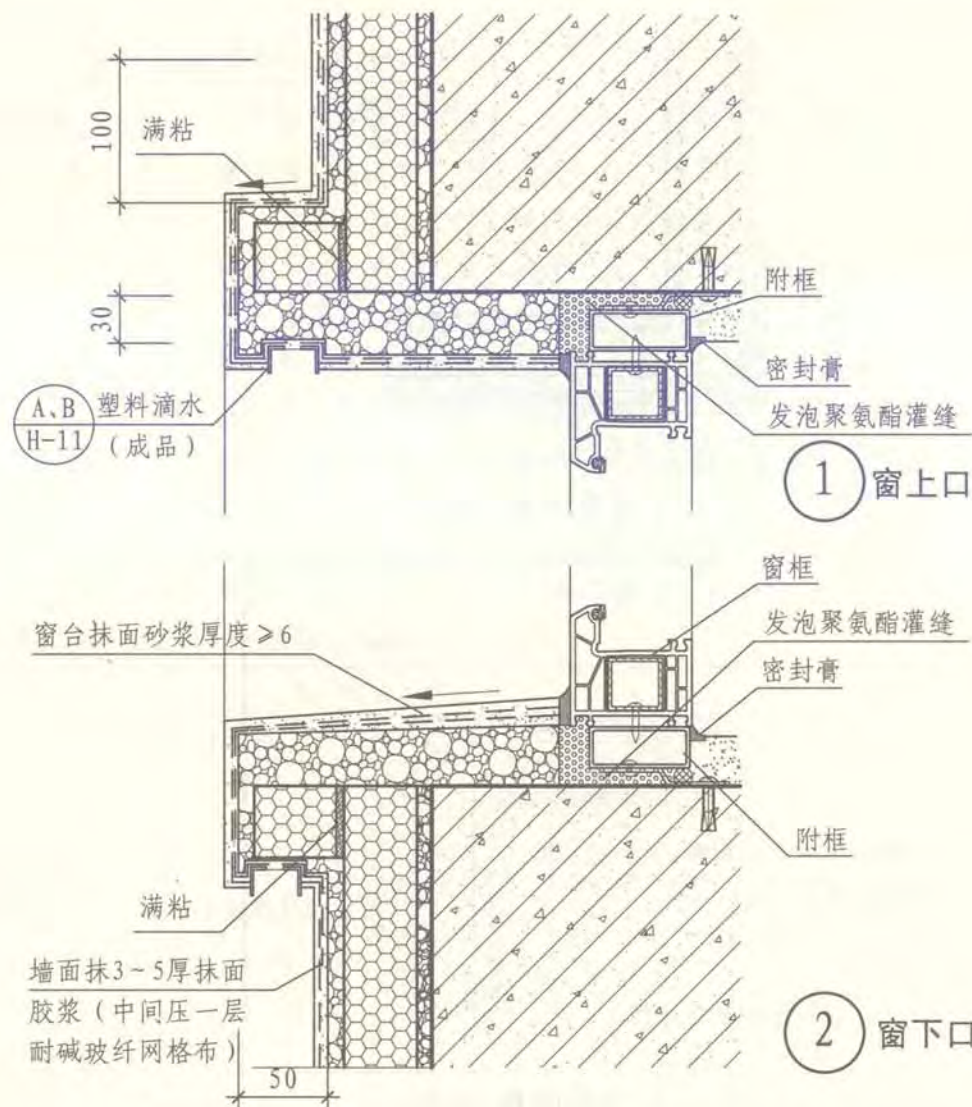 100
满粘
30
A、B
H-11
塑料滴水
(成品)
附框
密封膏
发泡聚氨酯灌缝
1 窗上口
窗框
发泡聚氨酯灌缝
密封膏
窗台抹面砂浆厚度≥6
附框
满粘
墙面抹3~5厚抹面
胶浆(中间压一层
耐碱玻纤网格布)
50
2 窗下口